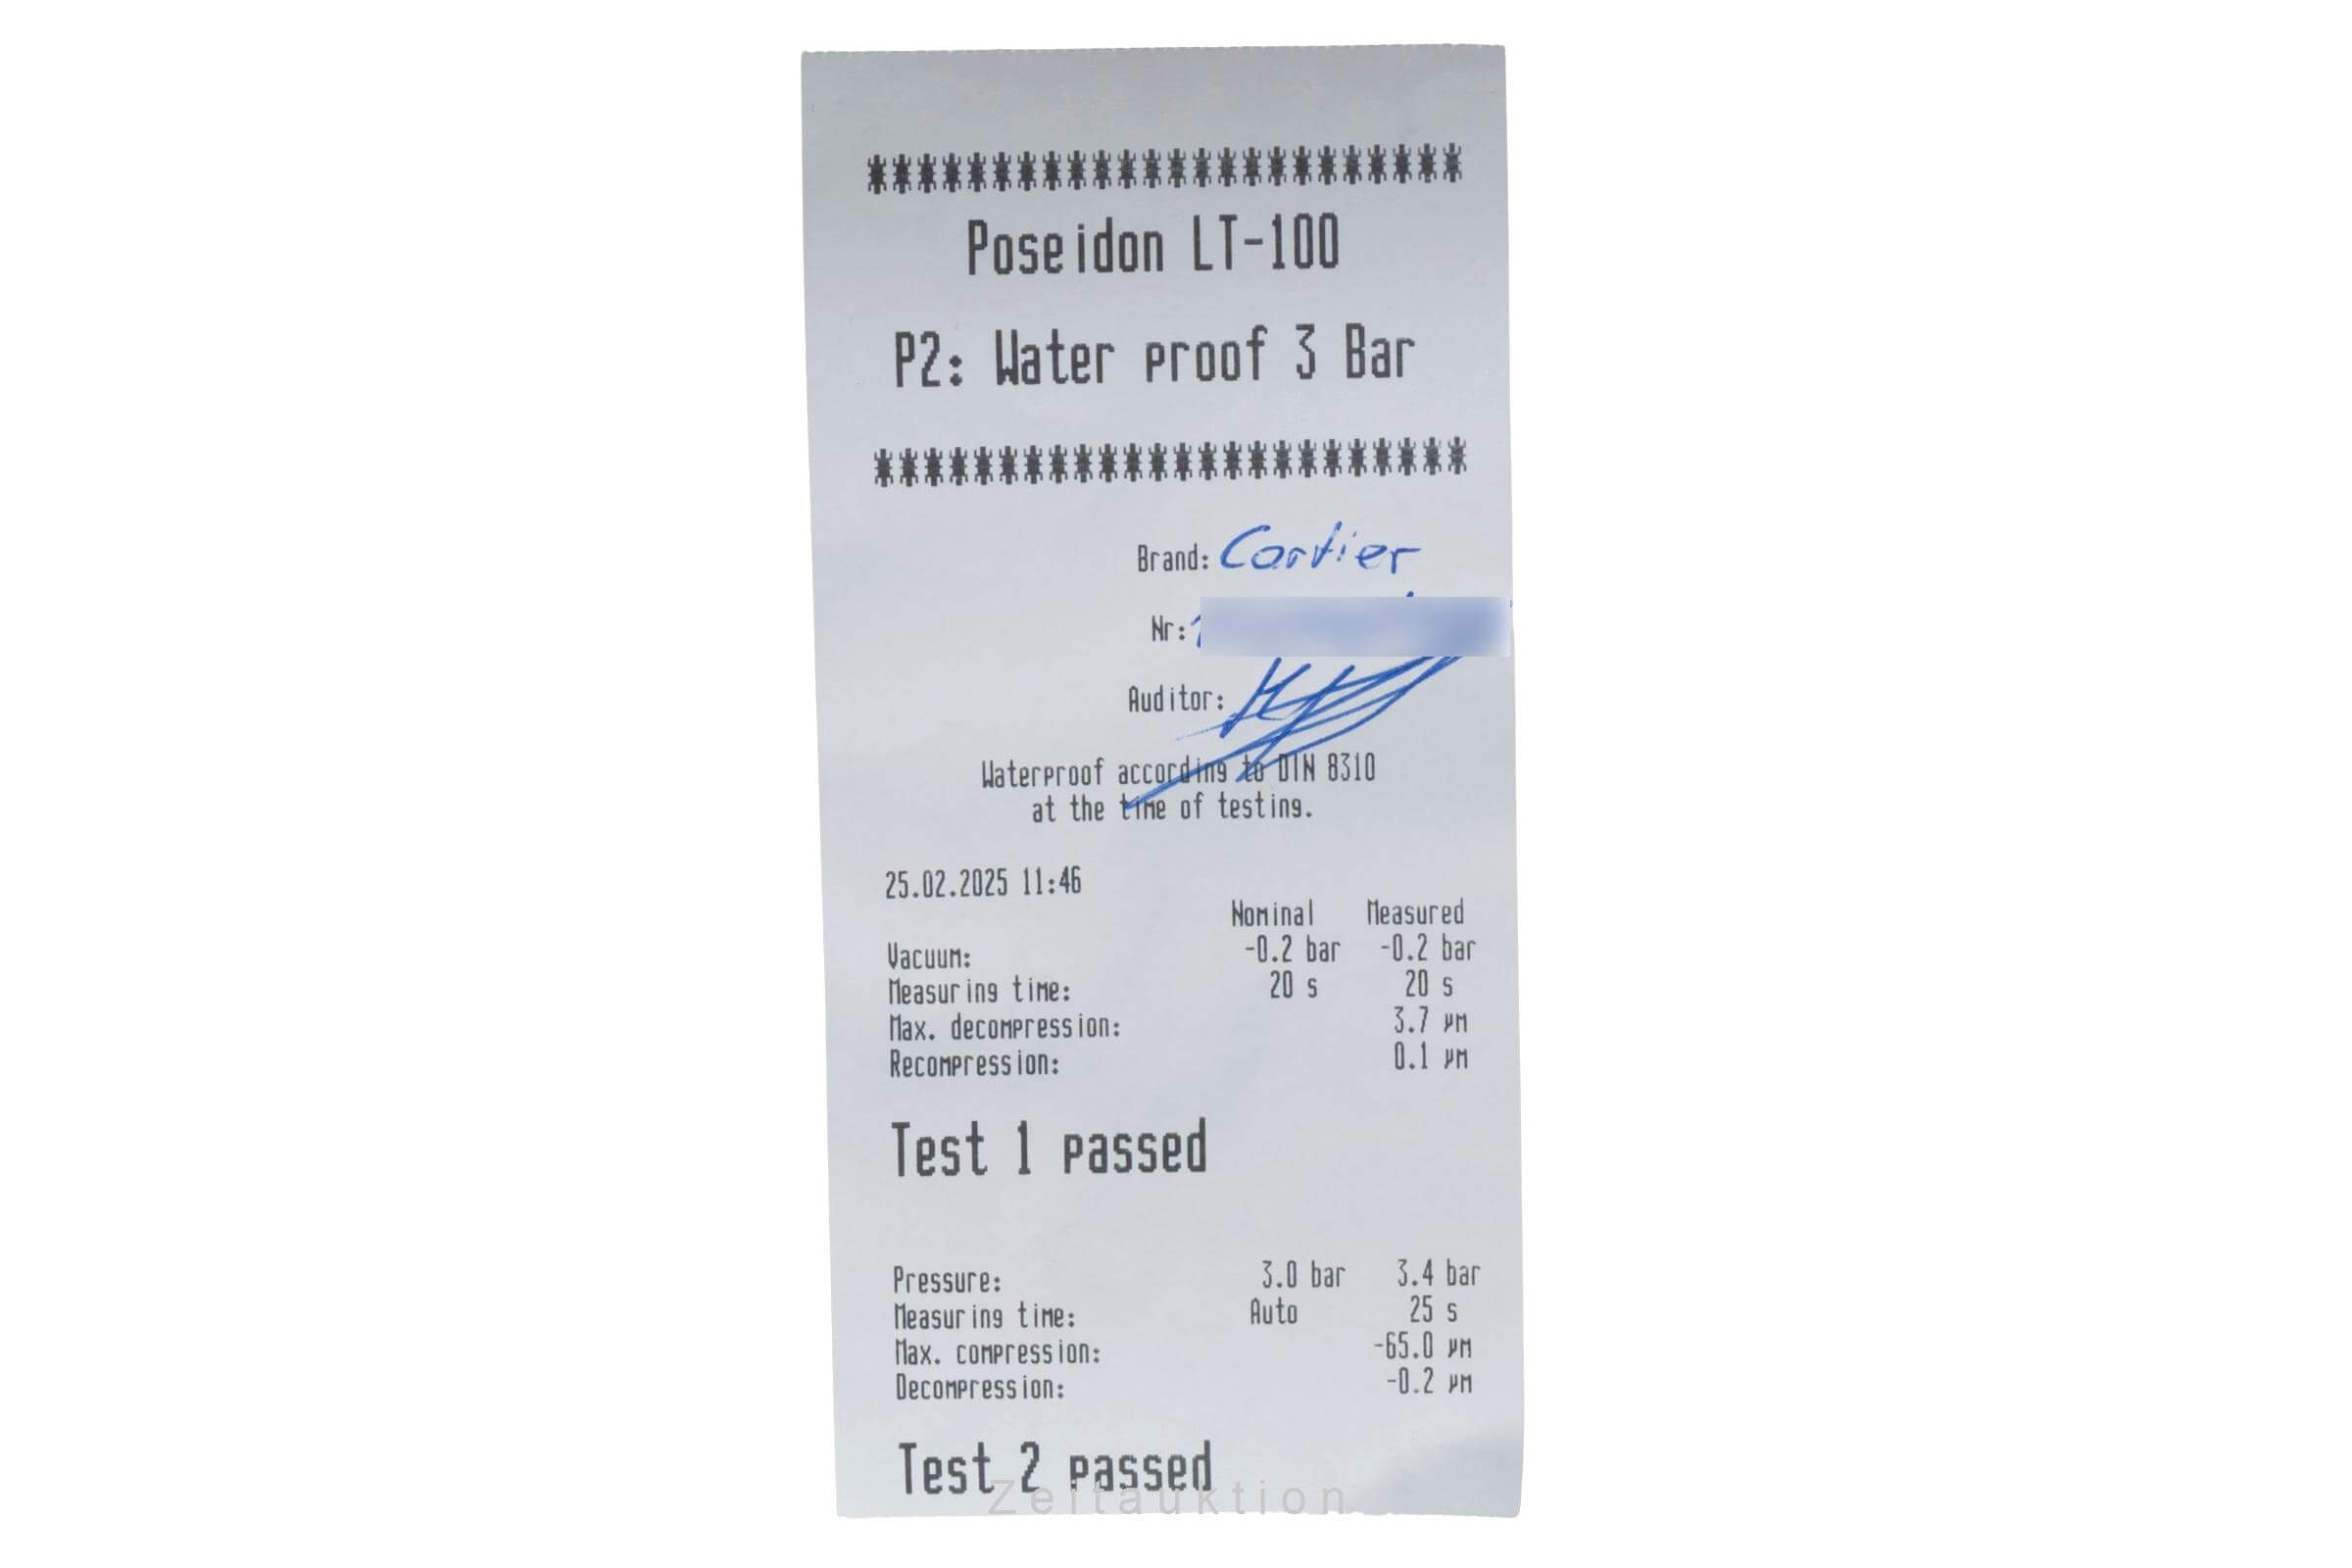 ************************
Poseidon LT-100
P2: Water proof 3 Bar
************************
Brand: Cartier
Nr:
Auditor:
Waterproof according to DIN 8310
at the time of testing.
25.02.2025 11:46
Nominal Measured
Vacuum: -0.2 bar -0.2 bar
Measuring time: 20 s 20 s
Max. decompression: 3.7 µm
Recompression: 0.1 µm
Test 1 passed
Pressure: 3.0 bar 3.4 bar
Measuring time: Auto 25 s
Max. compression: -65.0 µm
Decompression: -0.2 µm
Test 2 passed
Zeitauktion